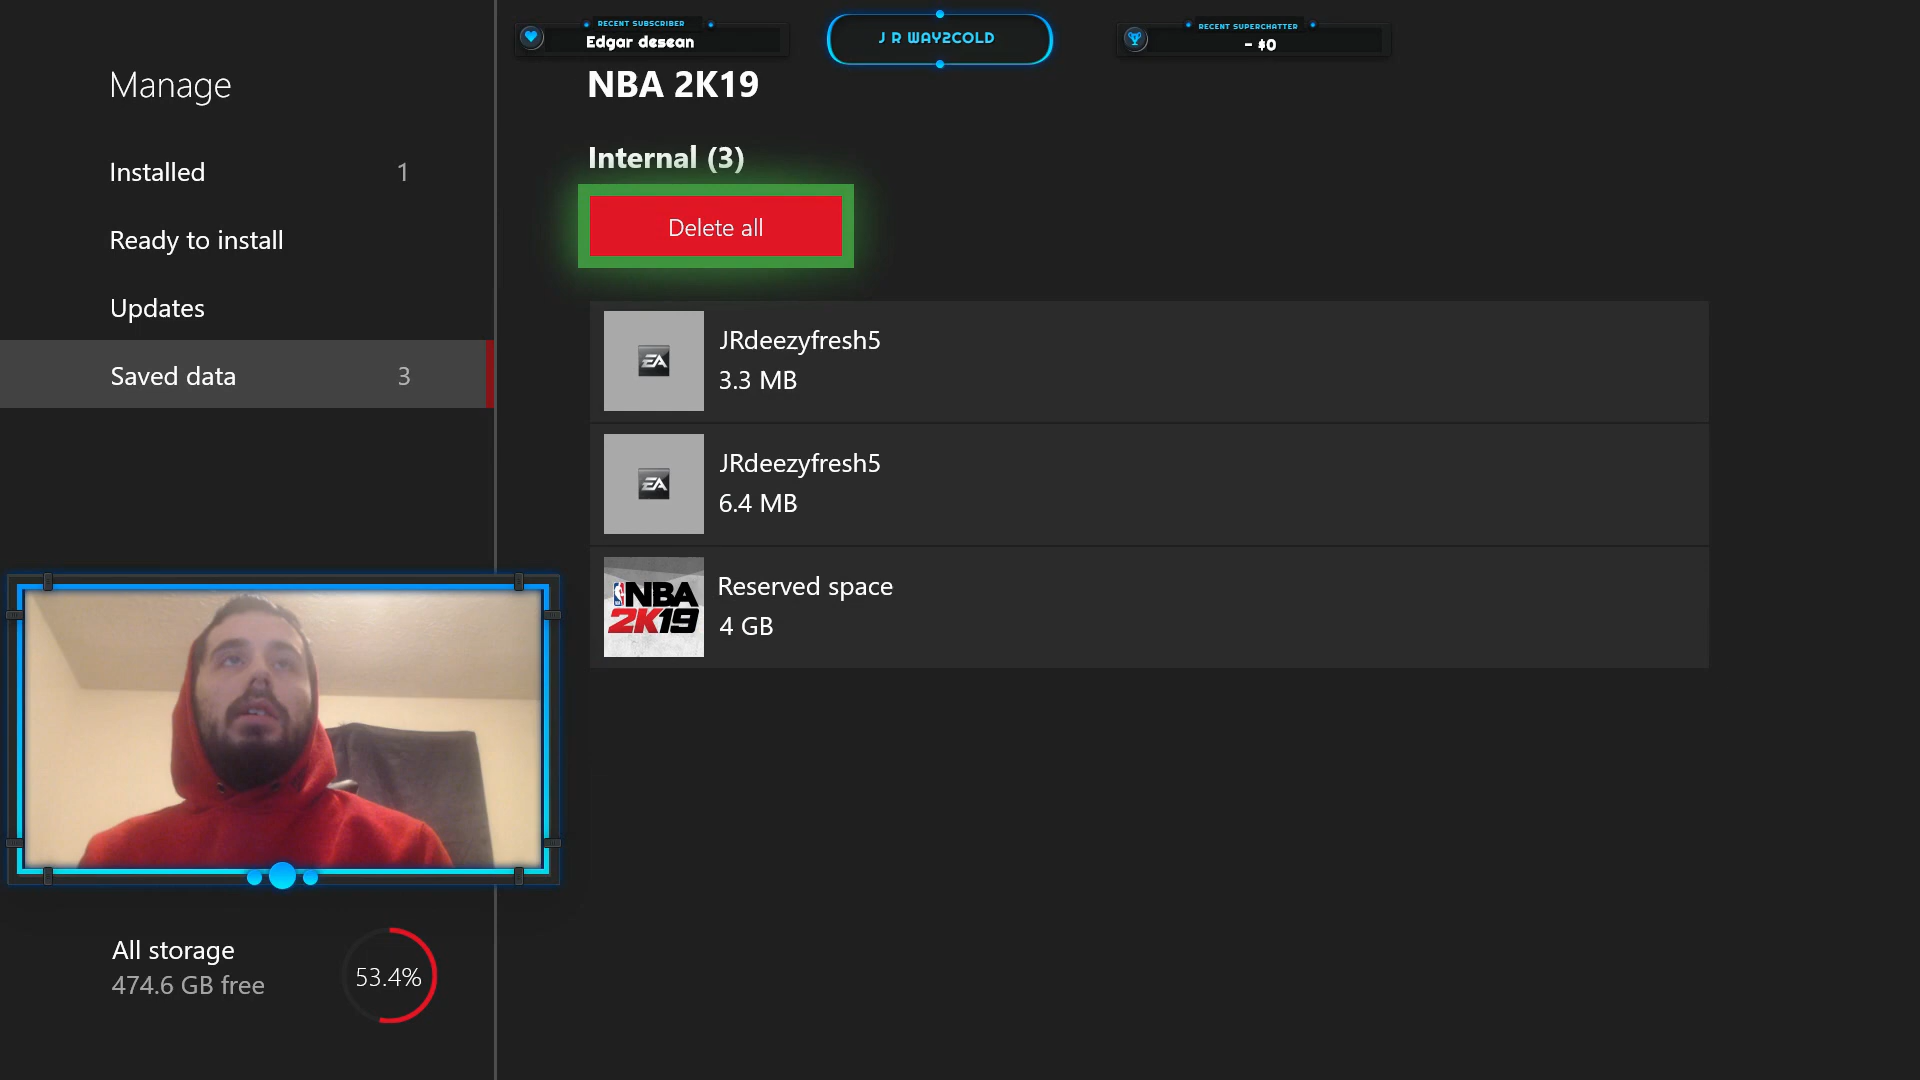 RECENT SUBSCRIBER
Edgar desean
J R WAY2COLD
RECENT SUPERCHATTER
- $0
Manage
Installed 1
Ready to install
Updates
Saved data 3
NBA 2K19
Internal (3)
Delete all
EA
JRdeezyfresh5
3.3 MB
EA
JRdeezyfresh5
6.4 MB
NBA
2K19
Reserved space
4 GB
All storage
474.6 GB free
53.4%